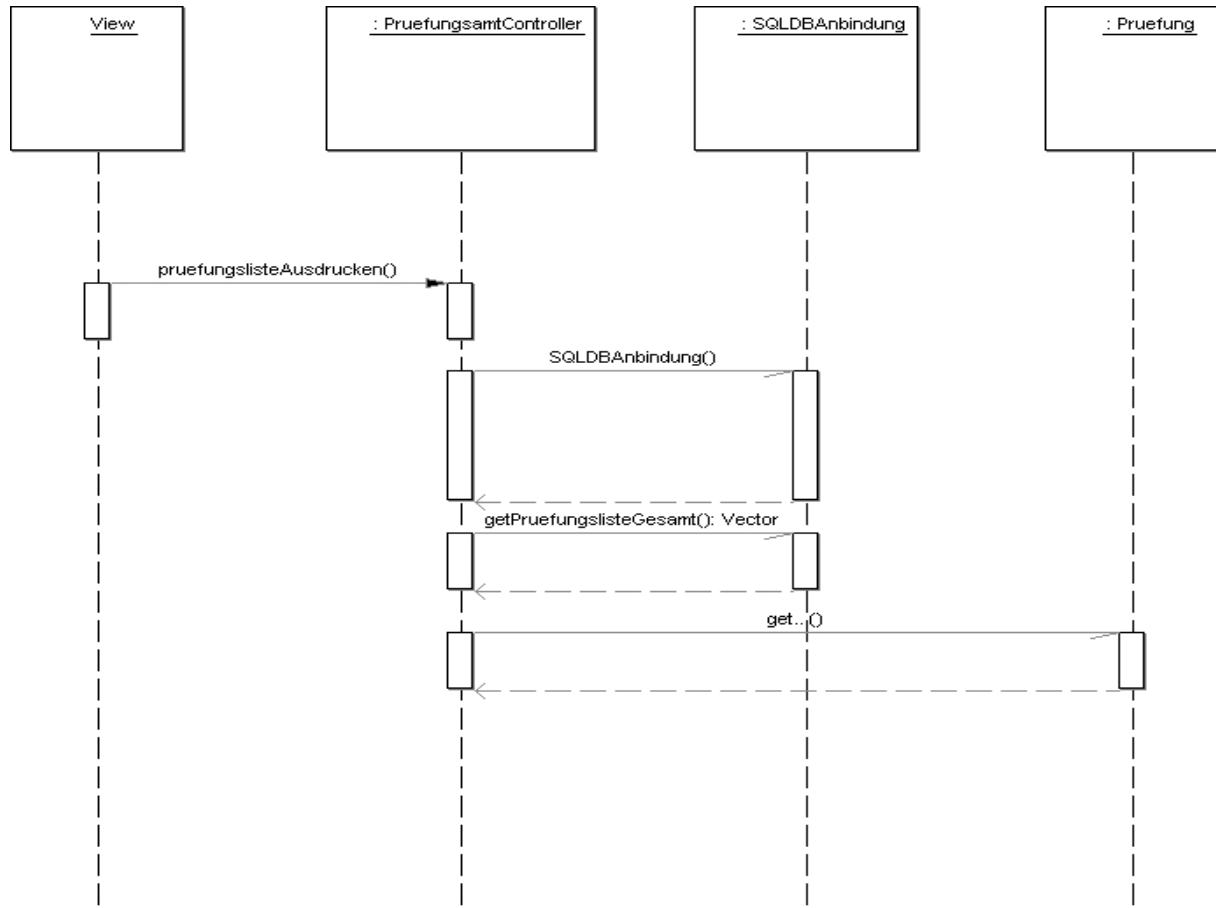 View
: PruefungsamtController
: SQLDBAnbindung
: Pruefung
pruefungslisteAusdrucken()
SQLDBAnbindung()
getPruefungslisteGesamt(): Vector
get...()